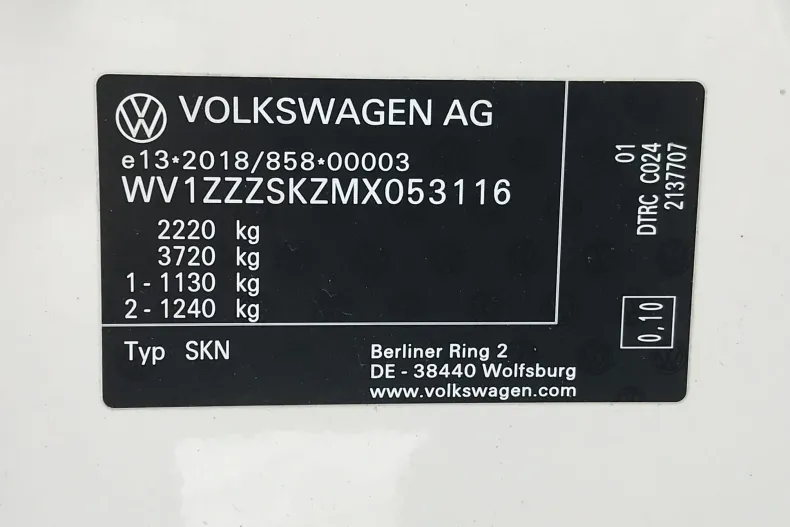 VOLKSWAGEN AG
e13*2018/858*00003
WV1ZZZSKZMX053116
2220 kg
3720 kg
1 - 1130 kg
2 - 1240 kg
Typ SKN
Berliner Ring 2
DE - 38440 Wolfsburg
www.volkswagen.com
01
DTRC C024
2137707
0,10